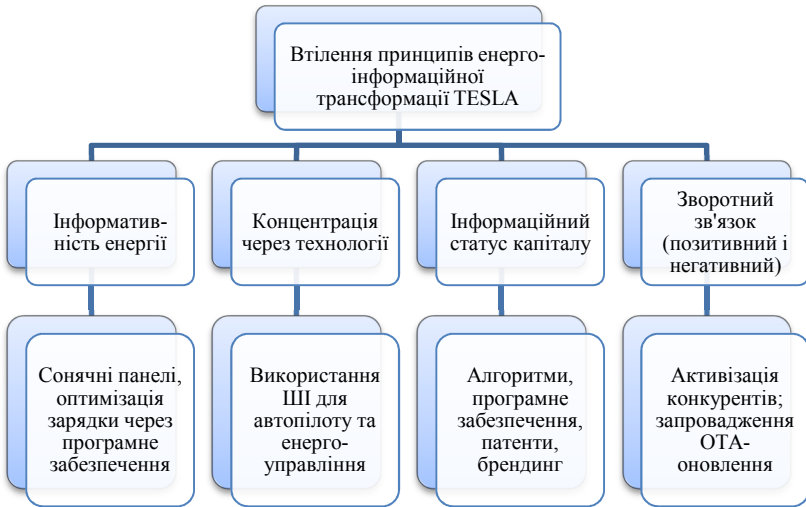 Втілення принципів енерго-
інформаційної
трансформації TESLA
Інформатив-
ність енергії
Концентрація
через технології
Інформаційний
статус капіталу
Зворотний
зв'язок
(позитивний і
негативний)
Сонячні панелі,
оптимізація
зарядки через
програмне
забезпечення
Використання
ШІ для
автопілоту та
енерго-
управління
Алгоритми,
програмне
забезпечення,
патенти,
брендинг
Активізація
конкурентів;
запровадження
ОТА-
оновлення